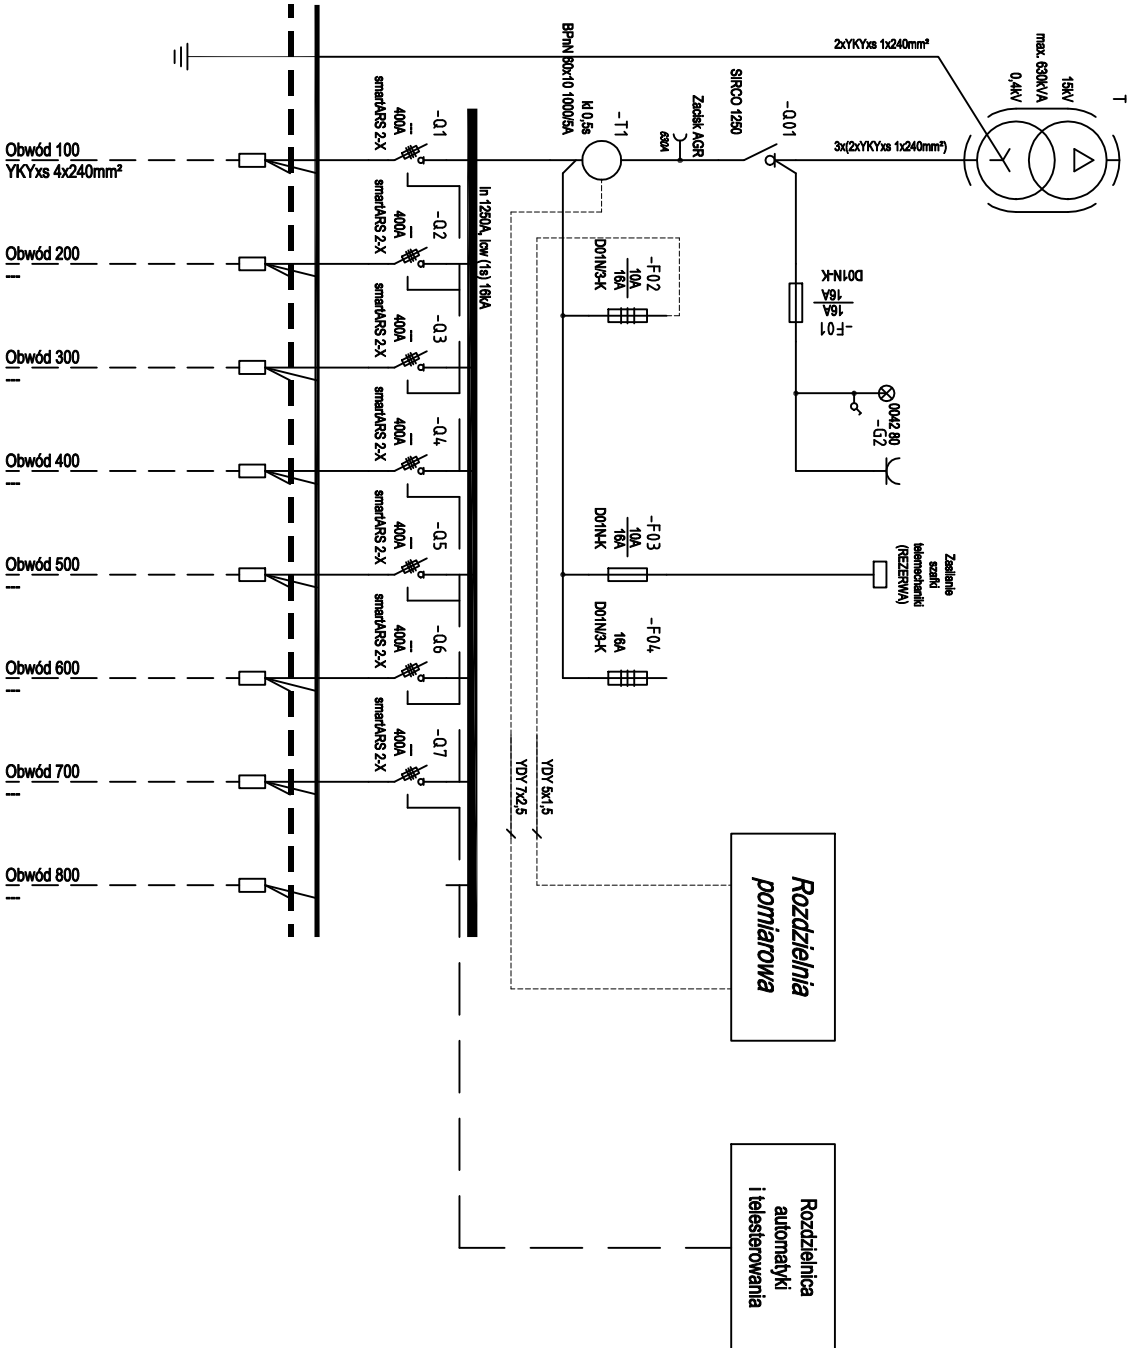 T
15kV
max. 630kVA
0,4kV
2xYKYxs 1x240mm²
3x(2xYKYxs 1x240mm²)
-Q01
SIRCO 1250
Zacisk AGR
630A
-T1
kl 0,5s
BPnN 60x10 1000/5A
In 1250A, Icw (1s) 16kA
-Q1
---
400A
smartARS 2-X
-Q2
---
400A
smartARS 2-X
-Q3
---
400A
smartARS 2-X
-Q4
---
400A
smartARS 2-X
-Q5
---
400A
smartARS 2-X
-Q6
---
400A
smartARS 2-X
-Q7
---
400A
smartARS 2-X
-F01
16A
16A
D01N-K
-F02
10A
16A
D01N/3-K
-F03
10A
16A
D01N-K
-F04
16A
D01N/3-K
0042 80
-G2
Zasilanie
szafki
telemechaniki
(REZERWA)
YDY 5x1,5
YDY 7x2,5
Rozdzielnia
pomiarowa
Rozdzielnica
automatyki
i telesterowania
Obwód 100
YKYxs 4x240mm²
Obwód 200
---
Obwód 300
---
Obwód 400
---
Obwód 500
---
Obwód 600
---
Obwód 700
---
Obwód 800
---